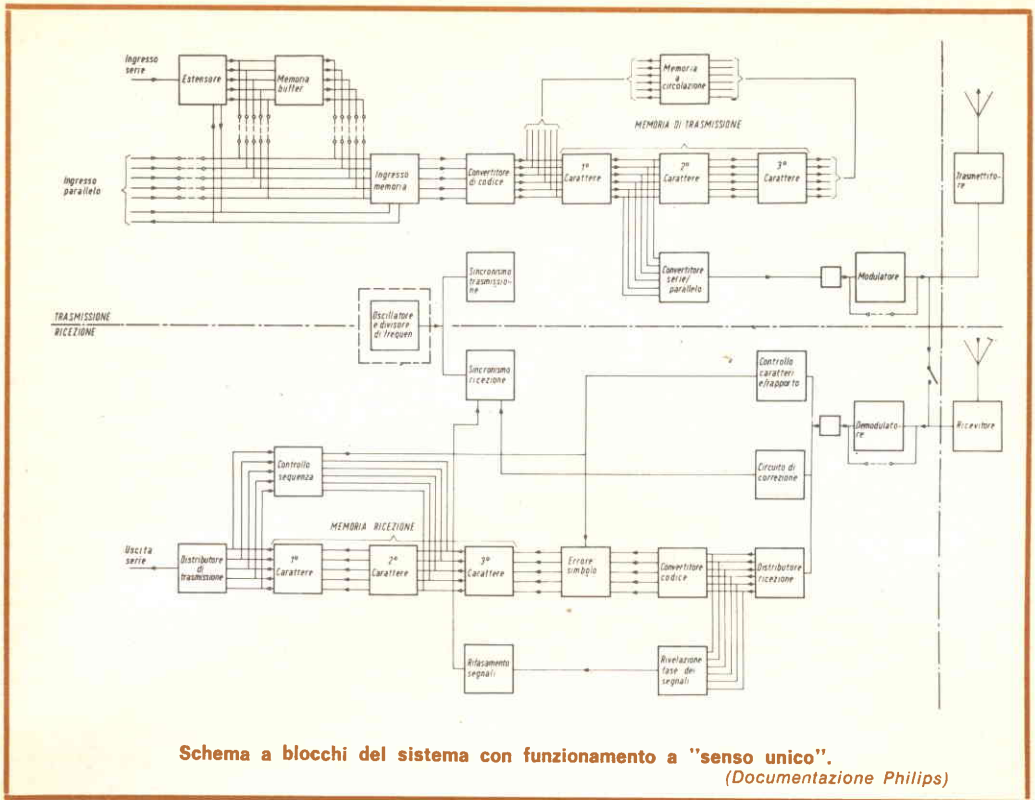 Ingresso
serie
Estensore
Memoria
buffer
Memoria
a
circolazione
MEMORIA DI TRASMISSIONE
Ingresso
parallelo
Ingresso
memoria
Convertitore
di codice
1°
Carattere
2°
Carattere
3°
Carattere
Trasmettito-
re
Sincronismo
trasmissio-
ne
Convertitore
serie/
parallelo
Modulatore
TRASMISSIONE
RICEZIONE
Oscillatore
e divisore
di frequen
Sincronismo
ricezione
Controllo
caratteri
e/rapporto
Demodulato-
re
Ricevitore
Controllo
sequenza
Circuito di
correzione
MEMORIA RICEZIONE
Uscita
serie
Distributore
di
trasmissione
1°
Carattere
2°
Carattere
3°
Carattere
Errore
simbolo
Convertitore
codice
Distributore
ricezione
Rifasamento
segnali
Rivelazione
fase dei
segnali
Schema a blocchi del sistema con funzionamento a "senso unico".
(Documentazione Philips)